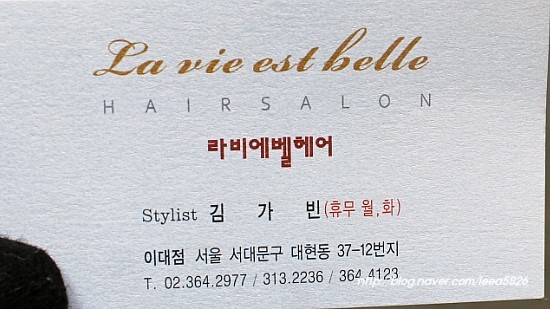 La vie est belle
HAIRSALON
라비에벨헤어
Stylist 김 가 빈(휴무 월,화)
이대점 서울 서대문구 대현동 37-12번지
T. 02.364.2977 / 313.2236 / 364.4123
http://blog.naver.com/leea5826